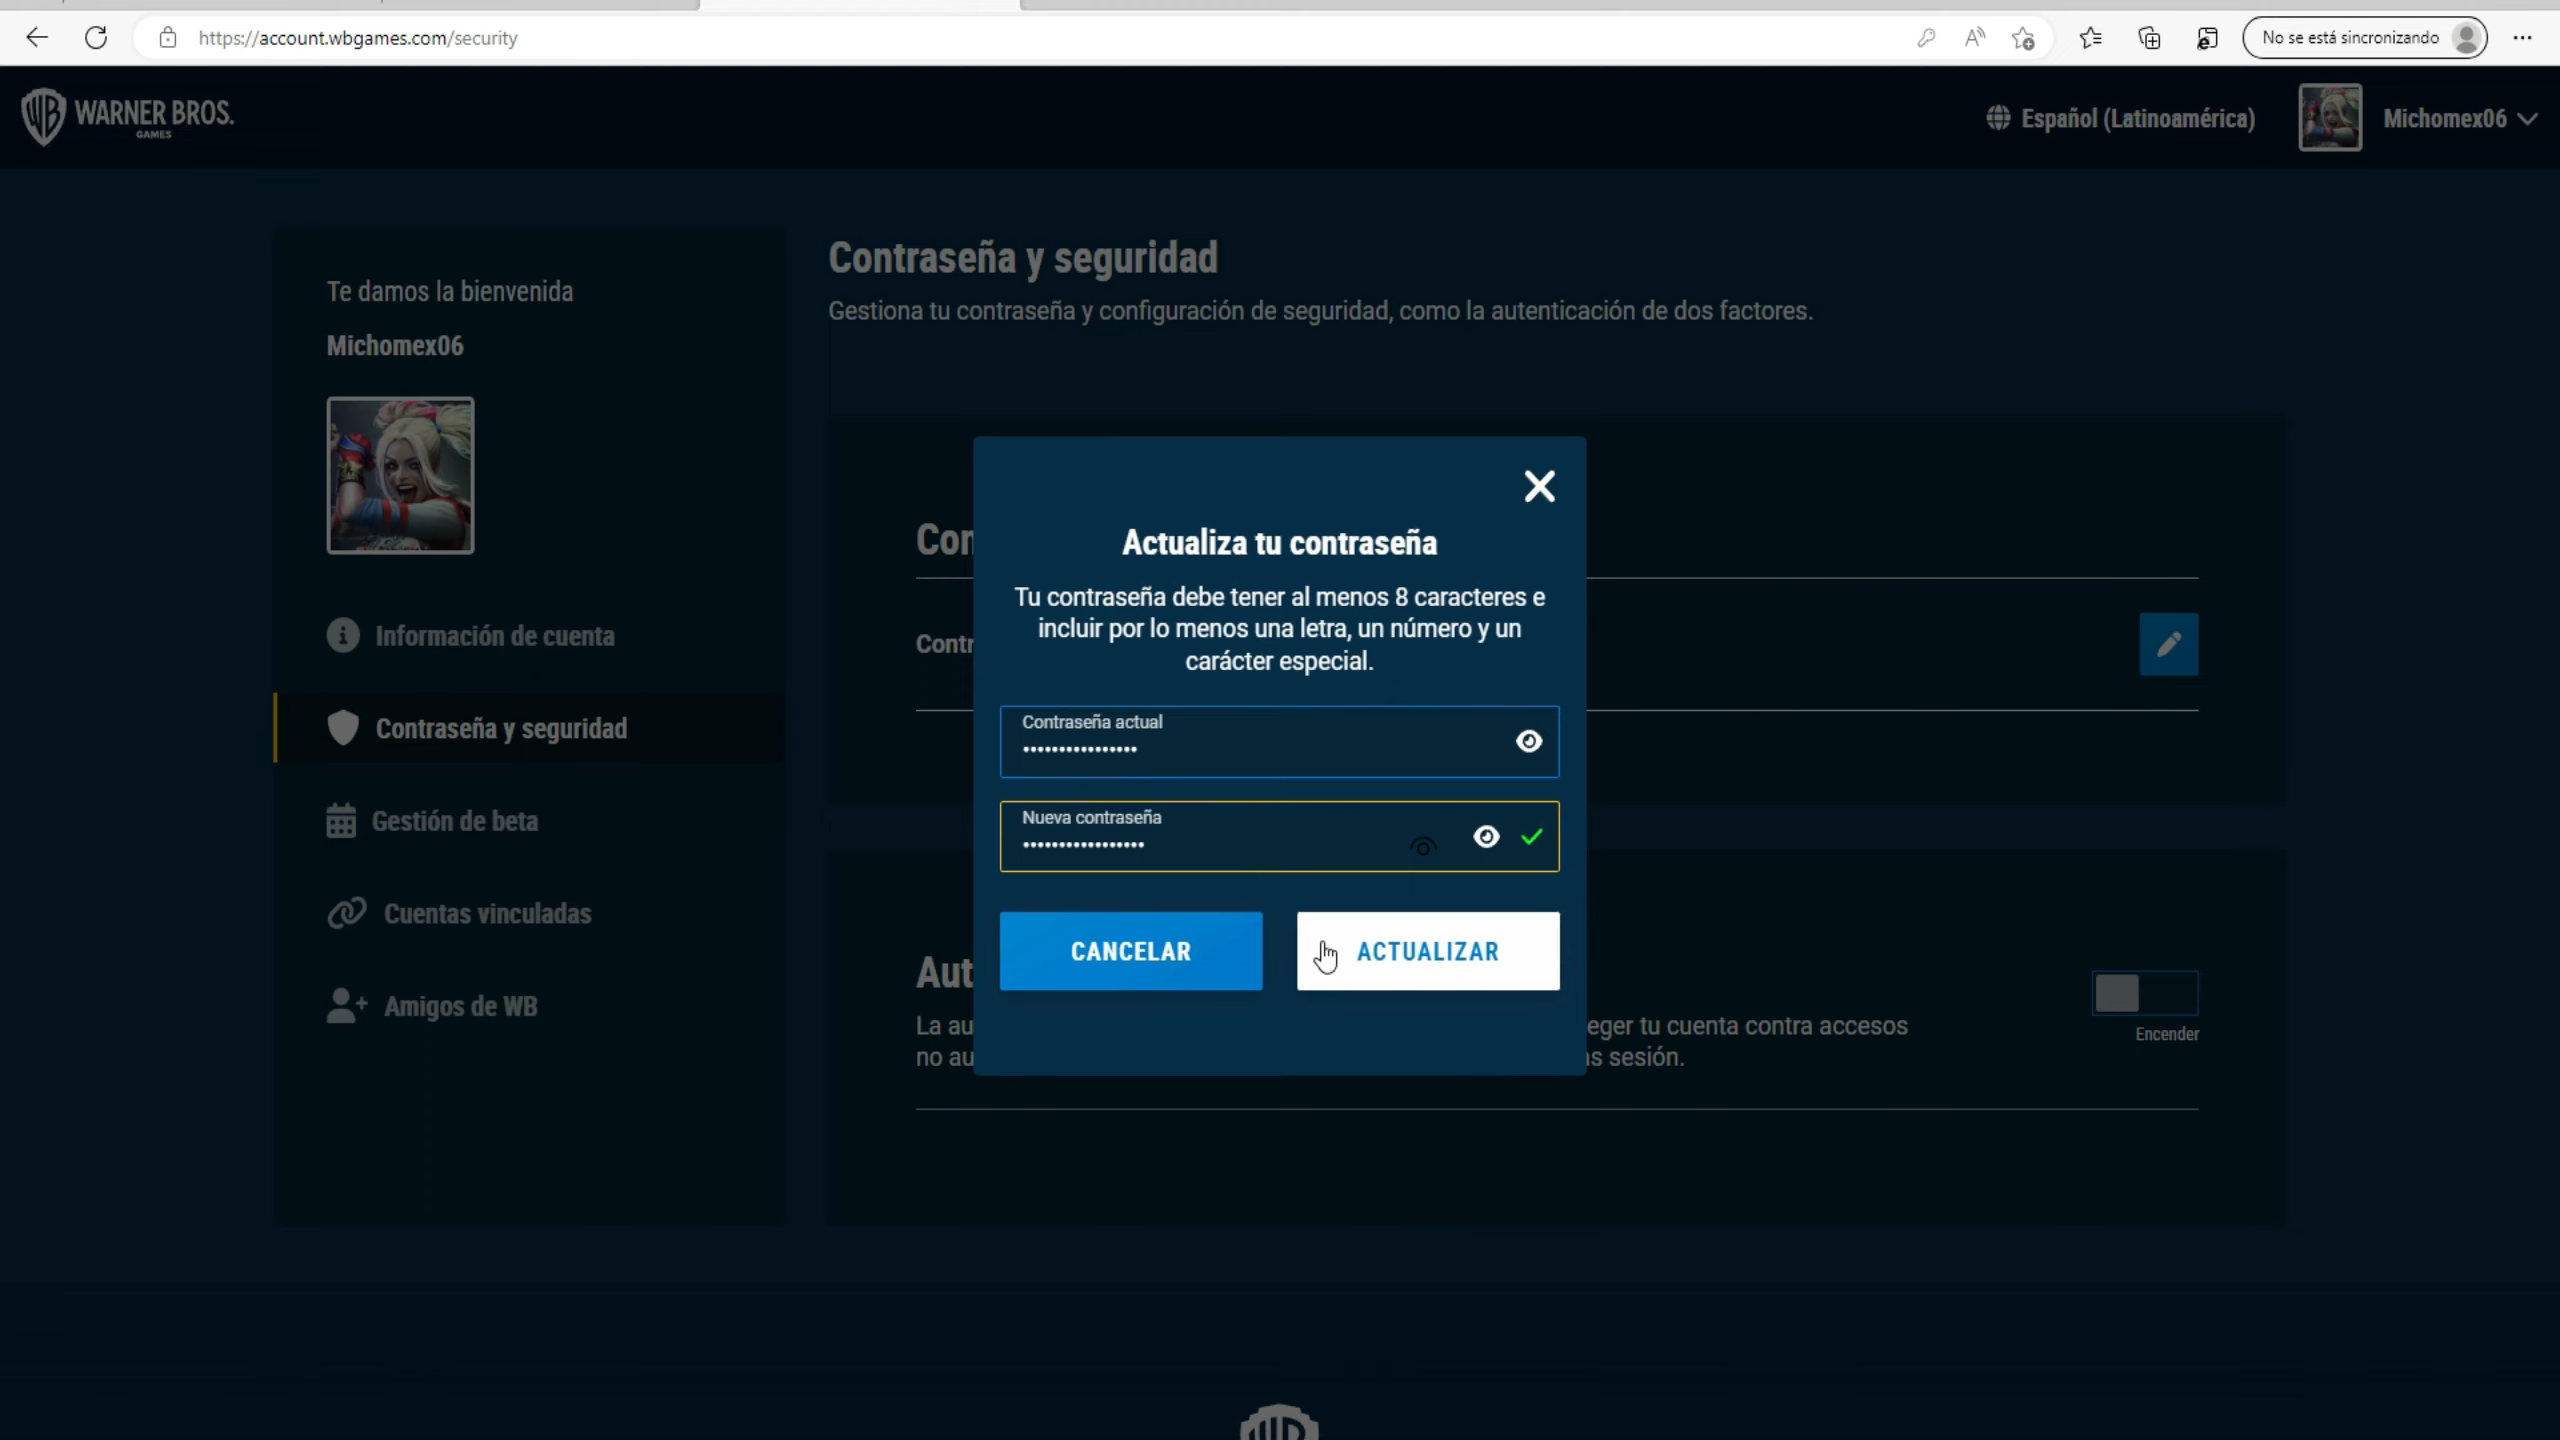 https://account.wbgames.com/security
No se está sincronizando
WARNER BROS.
GAMES
Español (Latinoamérica)
Michomex06
Te damos la bienvenida
Michomex06
Información de cuenta
Contraseña y seguridad
Gestión de beta
Cuentas vinculadas
Amigos de WB
Contraseña y seguridad
Gestiona tu contraseña y configuración de seguridad, como la autenticación de dos factores.
Con
Contr
Actualiza tu contraseña
Tu contraseña debe tener al menos 8 caracteres e
incluir por lo menos una letra, un número y un
carácter especial.
Contraseña actual
••••••••••••••••
Nueva contraseña
•••••••••••••••••
CANCELAR
ACTUALIZAR
Aut
La au eger tu cuenta contra accesos
no au as sesión.
Encender